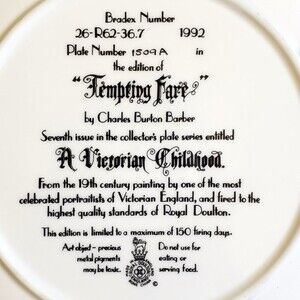 Bradex Number
26-R62-36.7 1992
Plate Number 1509A in
the edition of
"Tempting Fare"
by Charles Burton Barber
Seventh issue in the collector's plate series entitled
A Victorian Childhood.
From the 19th century painting by one of the most
celebrated portraitists of Victorian England, and fired to the
highest quality standards of Royal Doulton.
This edition is limited to a maximum of 150 firing days.
Art object - precious
metal pigments
may be toxic.
Do not use for
eating or
serving food.